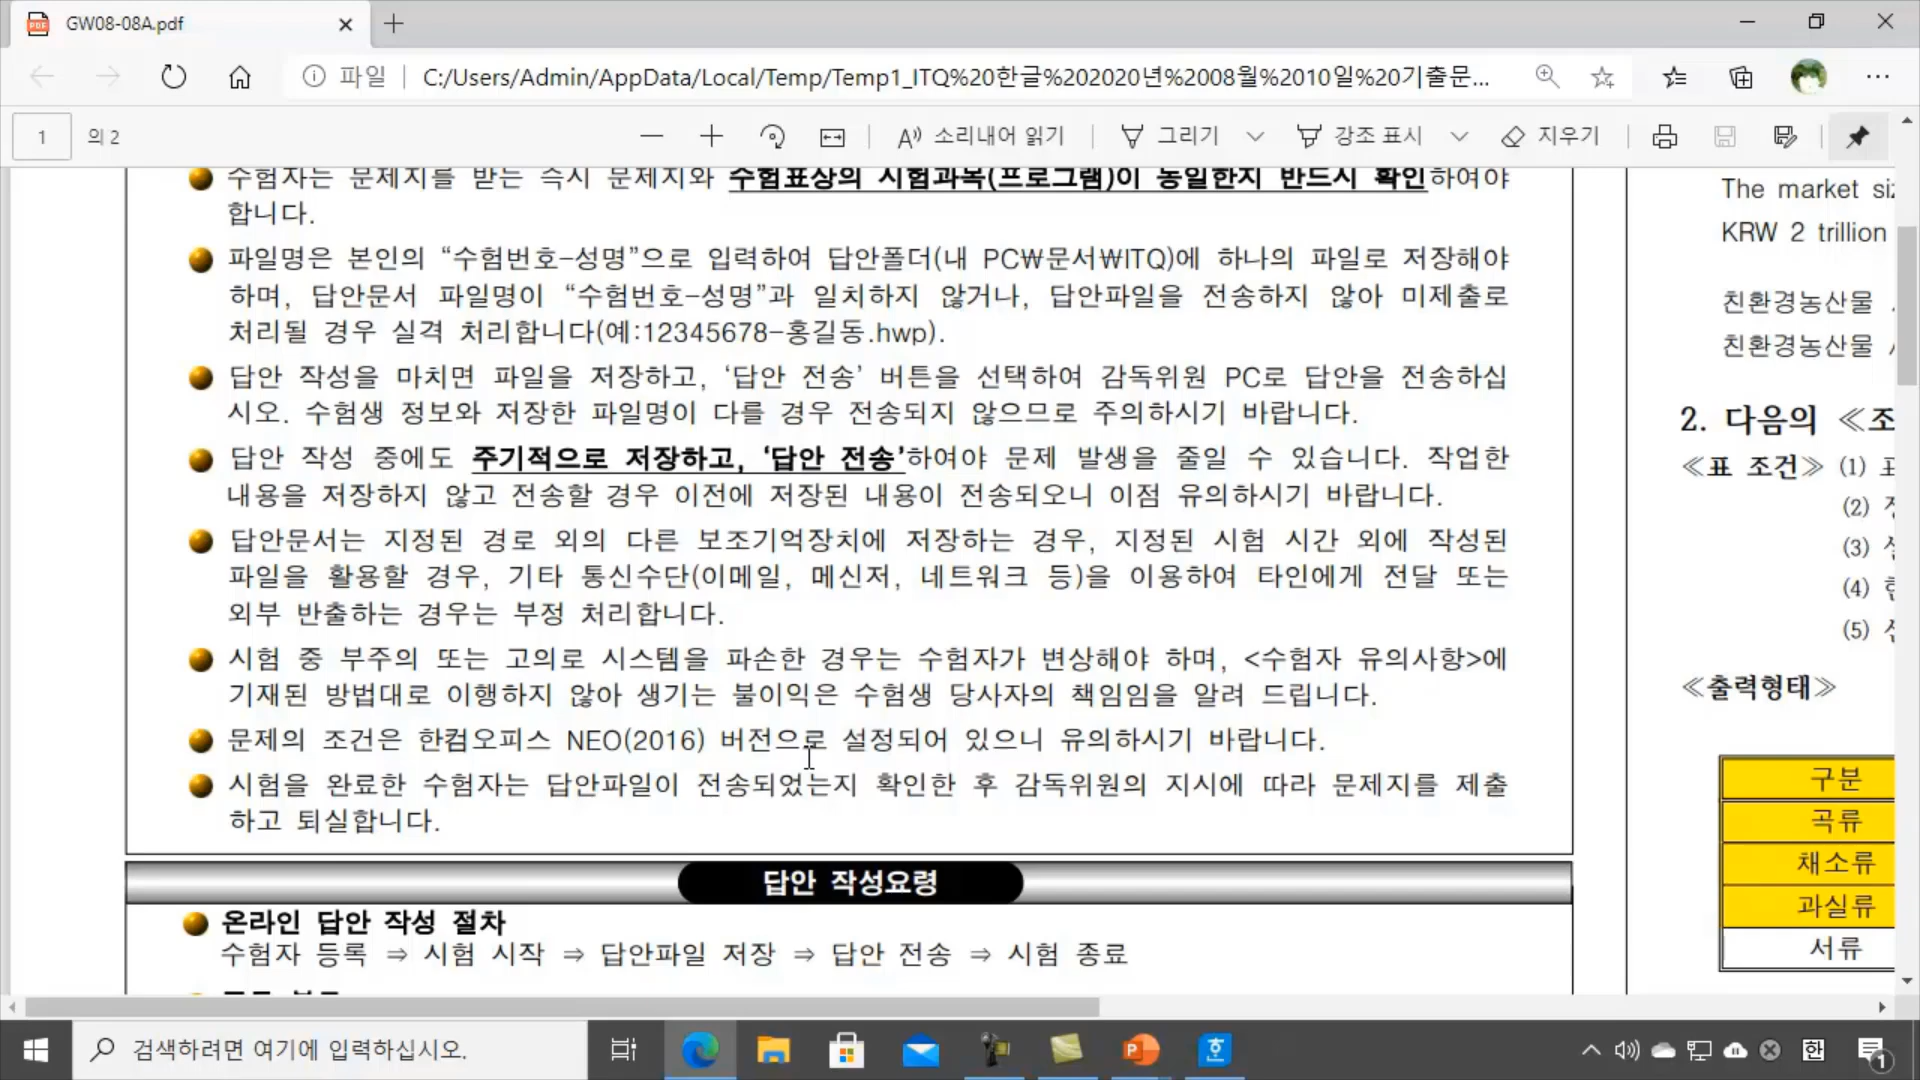 GW08-08A.pdf
파일 C:/Users/Admin/AppData/Local/Temp/Temp1_ITQ%20한글%202020년%2008월%2010일%20기출문...
1 의 2 소리내어 읽기 그리기 강조 표시 지우기
수험자는 문제지를 받는 즉시 문제지와 수험표상의 시험과목(프로그램)이 동일한지 반드시 확인하여야
합니다.
파일명은 본인의 “수험번호-성명”으로 입력하여 답안폴더(내 PC₩문서₩ITQ)에 하나의 파일로 저장해야
하며, 답안문서 파일명이 “수험번호-성명”과 일치하지 않거나, 답안파일을 전송하지 않아 미제출로
처리될 경우 실격 처리합니다(예:12345678-홍길동.hwp).
답안 작성을 마치면 파일을 저장하고, ‘답안 전송’ 버튼을 선택하여 감독위원 PC로 답안을 전송하십
시오. 수험생 정보와 저장한 파일명이 다를 경우 전송되지 않으므로 주의하시기 바랍니다.
답안 작성 중에도 주기적으로 저장하고, ‘답안 전송’하여야 문제 발생을 줄일 수 있습니다. 작업한
내용을 저장하지 않고 전송할 경우 이전에 저장된 내용이 전송되오니 이점 유의하시기 바랍니다.
답안문서는 지정된 경로 외의 다른 보조기억장치에 저장하는 경우, 지정된 시험 시간 외에 작성된
파일을 활용할 경우, 기타 통신수단(이메일, 메신저, 네트워크 등)을 이용하여 타인에게 전달 또는
외부 반출하는 경우는 부정 처리합니다.
시험 중 부주의 또는 고의로 시스템을 파손한 경우는 수험자가 변상해야 하며, <수험자 유의사항>에
기재된 방법대로 이행하지 않아 생기는 불이익은 수험생 당사자의 책임임을 알려 드립니다.
문제의 조건은 한컴오피스 NEO(2016) 버전으로 설정되어 있으니 유의하시기 바랍니다.
시험을 완료한 수험자는 답안파일이 전송되었는지 확인한 후 감독위원의 지시에 따라 문제지를 제출
하고 퇴실합니다.
답안 작성요령
온라인 답안 작성 절차
수험자 등록 ⇒ 시험 시작 ⇒ 답안파일 저장 ⇒ 답안 전송 ⇒ 시험 종료
The market
KRW 2 trillion
친환경농산물
친환경농산물
2. 다음의 ≪조
≪표 조건≫ (1) 표
(2)
(3)
(4)
(5)
≪출력형태≫
구분
곡류
채소류
과실류
서류
검색하려면 여기에 입력하십시오.
한
1